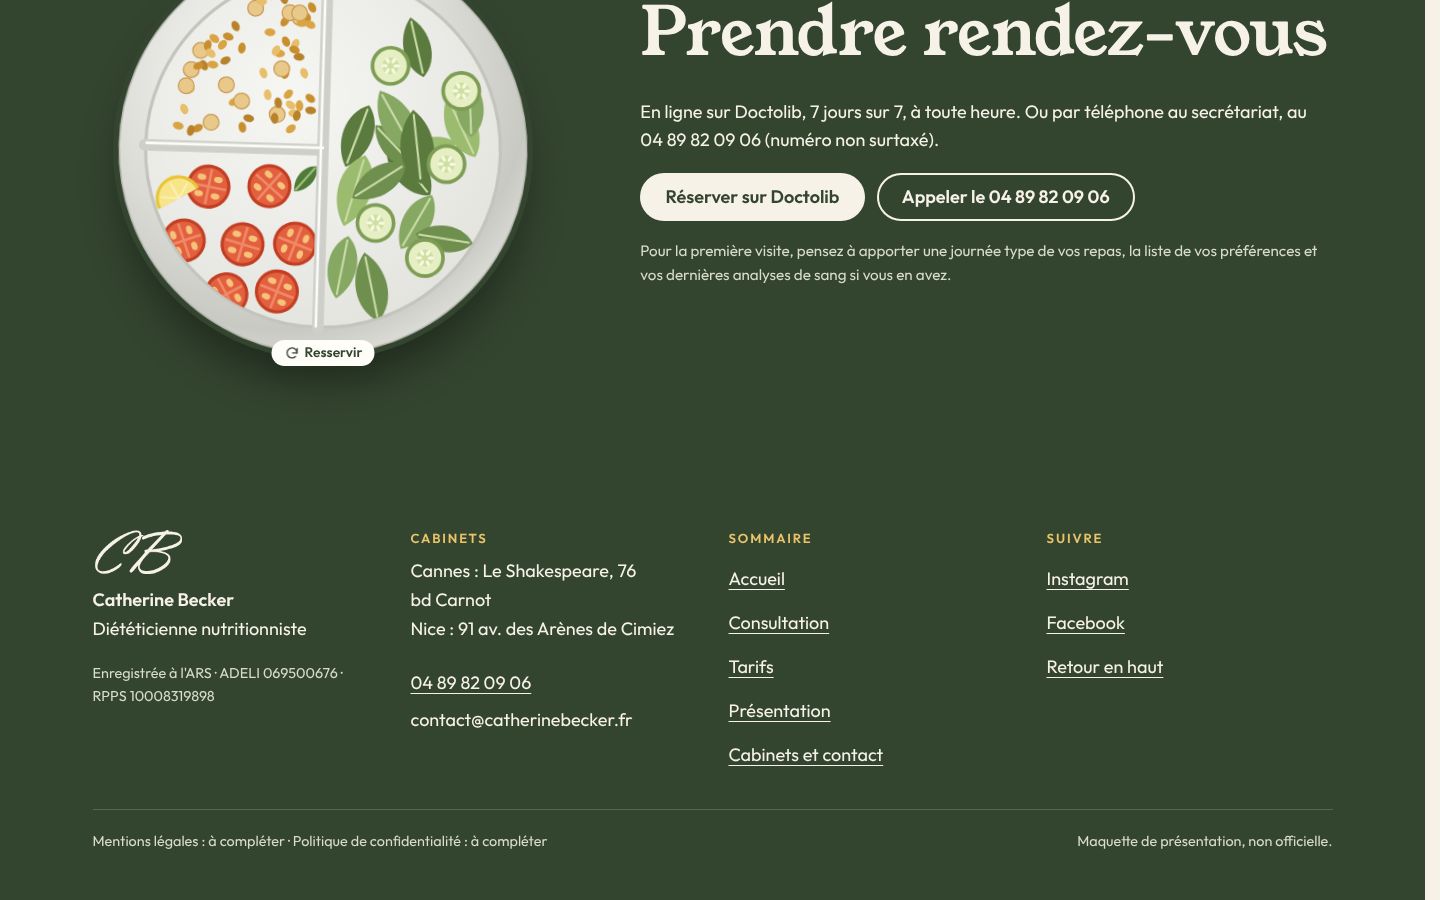 Prendre rendez-vous
En ligne sur Doctolib, 7 jours sur 7, à toute heure. Ou par téléphone au secrétariat, au
04 89 82 09 06 (numéro non surtaxé).
Réserver sur Doctolib
Appeler le 04 89 82 09 06
Pour la première visite, pensez à apporter une journée type de vos repas, la liste de vos préférences et
vos dernières analyses de sang si vous en avez.
Resservir
CB
Catherine Becker
Diététicienne nutritionniste
Enregistrée à l'ARS · ADELI 069500676 ·
RPPS 10008319898
CABINETS
Cannes : Le Shakespeare, 76
bd Carnot
Nice : 91 av. des Arènes de Cimiez
04 89 82 09 06
contact@catherinebecker.fr
SOMMAIRE
Accueil
Consultation
Tarifs
Présentation
Cabinets et contact
SUIVRE
Instagram
Facebook
Retour en haut
Mentions légales : à compléter · Politique de confidentialité : à compléter
Maquette de présentation, non officielle.